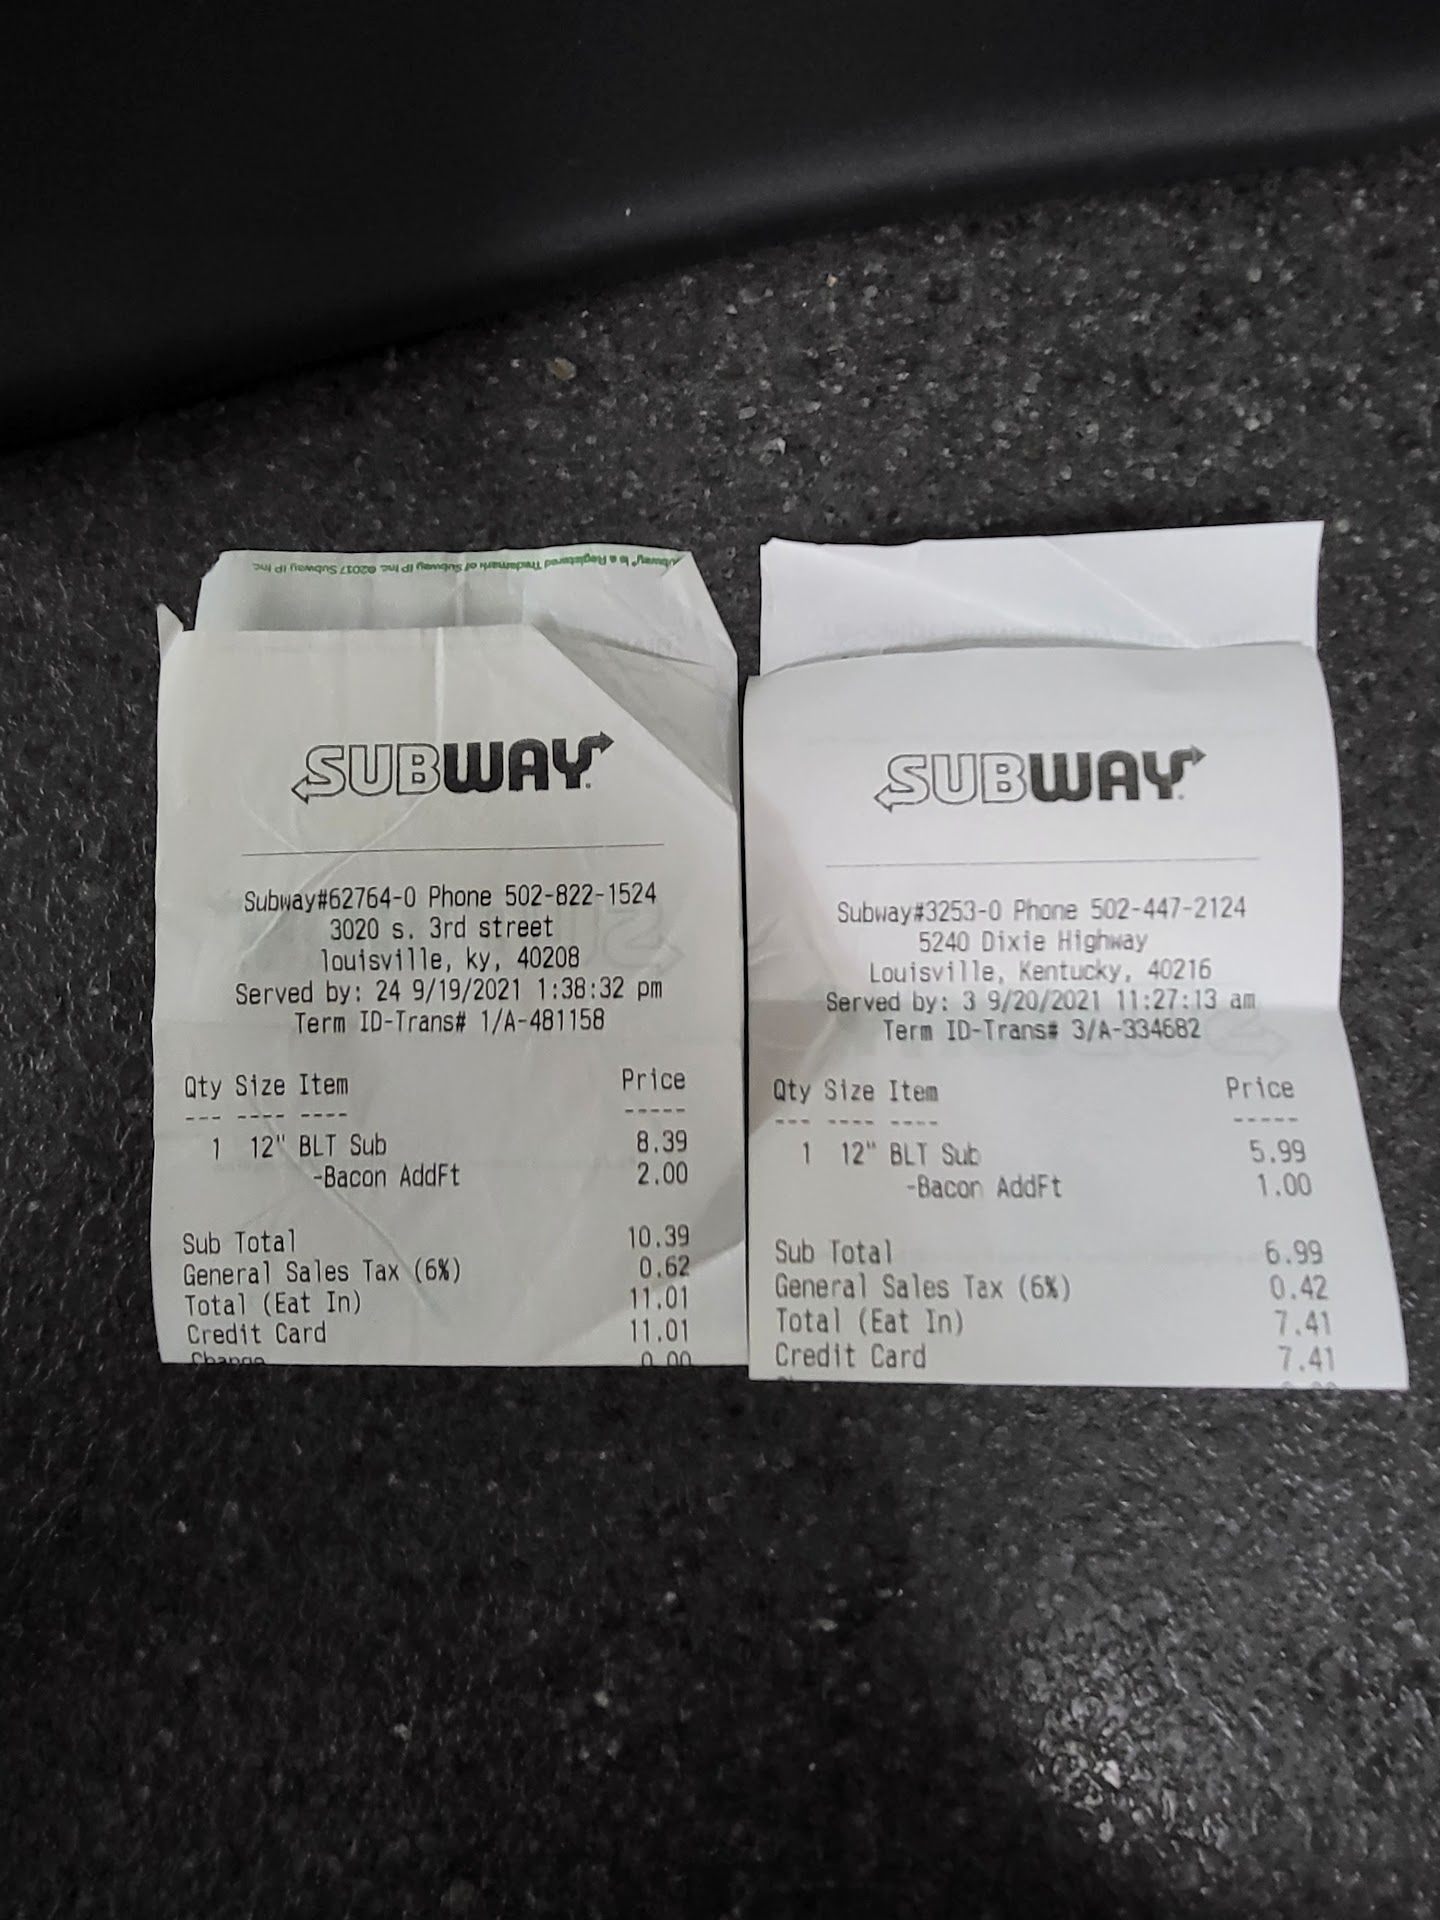 Subway® is a Registered Trademark of Subway IP Inc. ©2017 Subway IP Inc.
SUBWAY
Subway#62764-0 Phone 502-822-1524
3020 s. 3rd street
louisville, ky, 40208
Served by: 24 9/19/2021 1:38:32 pm
Term ID-Trans# 1/A-481158
Qty Size Item Price
--- ---- ---- -----
1 12" BLT Sub 8.39
-Bacon AddFt 2.00
Sub Total 10.39
General Sales Tax (6%) 0.62
Total (Eat In) 11.01
Credit Card 11.01
Change 0.00
SUBWAY
Subway#3253-0 Phone 502-447-2124
5240 Dixie Highway
Louisville, Kentucky, 40216
Served by: 3 9/20/2021 11:27:13 am
Term ID-Trans# 3/A-334682
Qty Size Item Price
--- ---- ---- -----
1 12" BLT Sub 5.99
-Bacon AddFt 1.00
Sub Total 6.99
General Sales Tax (6%) 0.42
Total (Eat In) 7.41
Credit Card 7.41